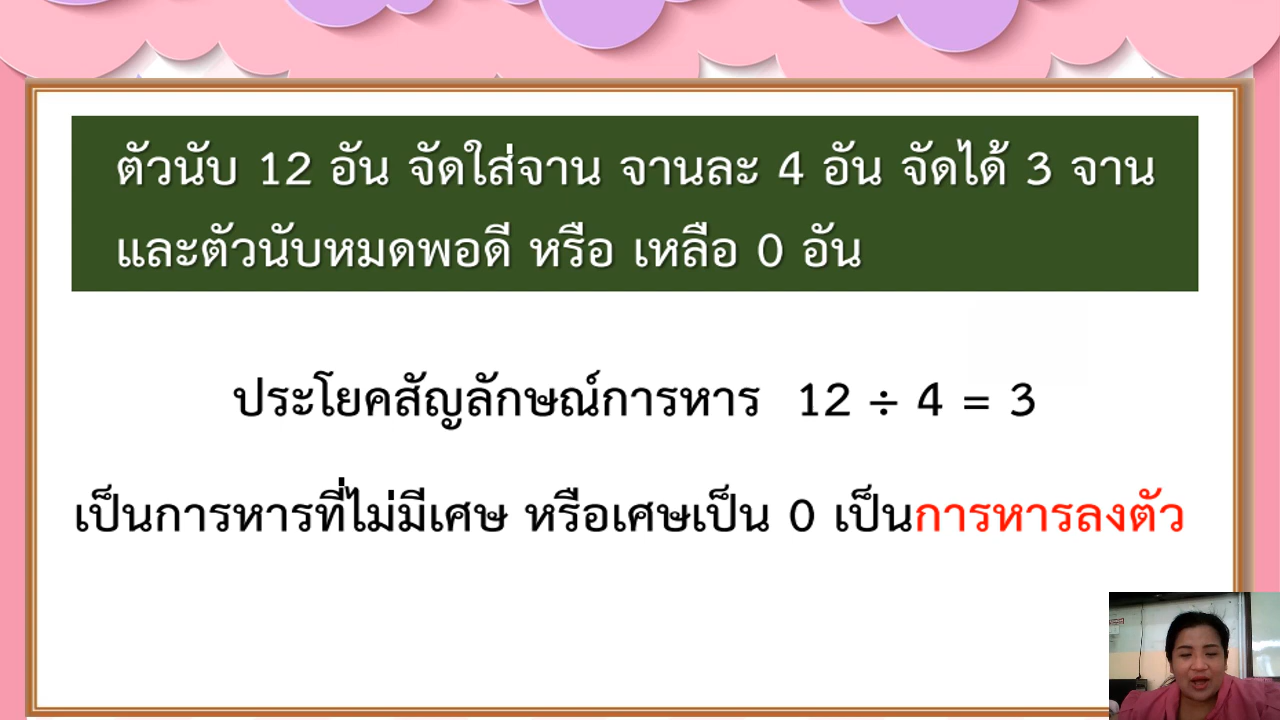 ตัวนับ 12 อัน จัดใส่จาน จานละ 4 อัน จัดได้ 3 จาน
และตัวนับหมดพอดี หรือ เหลือ 0 อัน
ประโยคสัญลักษณ์การหาร 12 ÷ 4 = 3
เป็นการหารที่ไม่มีเศษ หรือเศษเป็น 0 เป็นการหารลงตัว